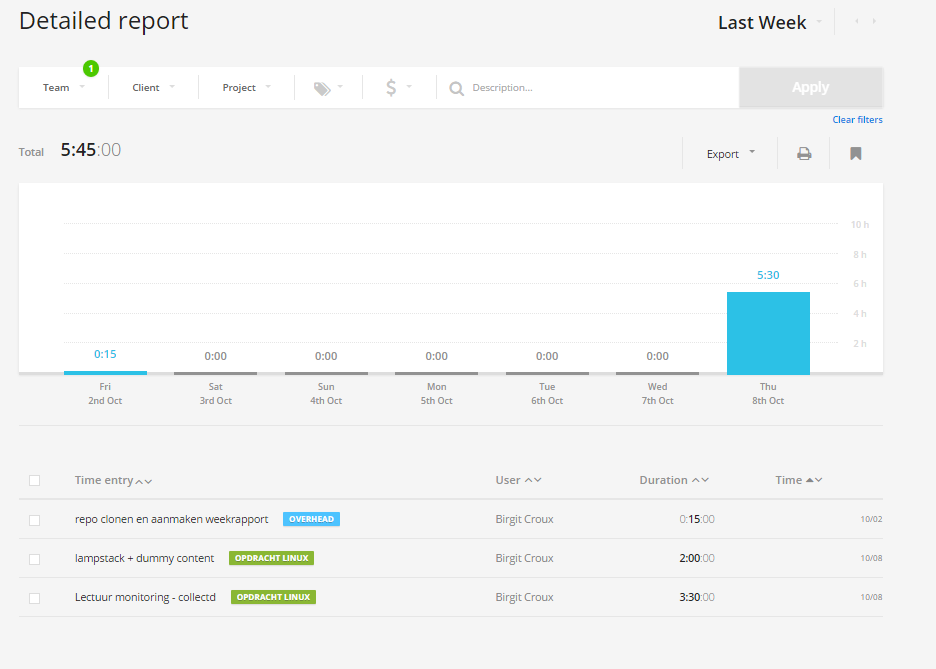 Detailed report
Last Week
1
Team Client Project $ Description... Apply
Clear filters
Total 5:45:00
Export
10 h
8 h
6 h
4 h
2 h
0:15 0:00 0:00 0:00 0:00 0:00 5:30
Fri Sat Sun Mon Tue Wed Thu
2nd Oct 3rd Oct 4th Oct 5th Oct 6th Oct 7th Oct 8th Oct
Time entry User Duration Time
repo clonen en aanmaken weekrapport OVERHEAD Birgit Croux 0:15:00 10/02
lampstack + dummy content OPDRACHT LINUX Birgit Croux 2:00:00 10/08
Lectuur monitoring - collectd OPDRACHT LINUX Birgit Croux 3:30:00 10/08